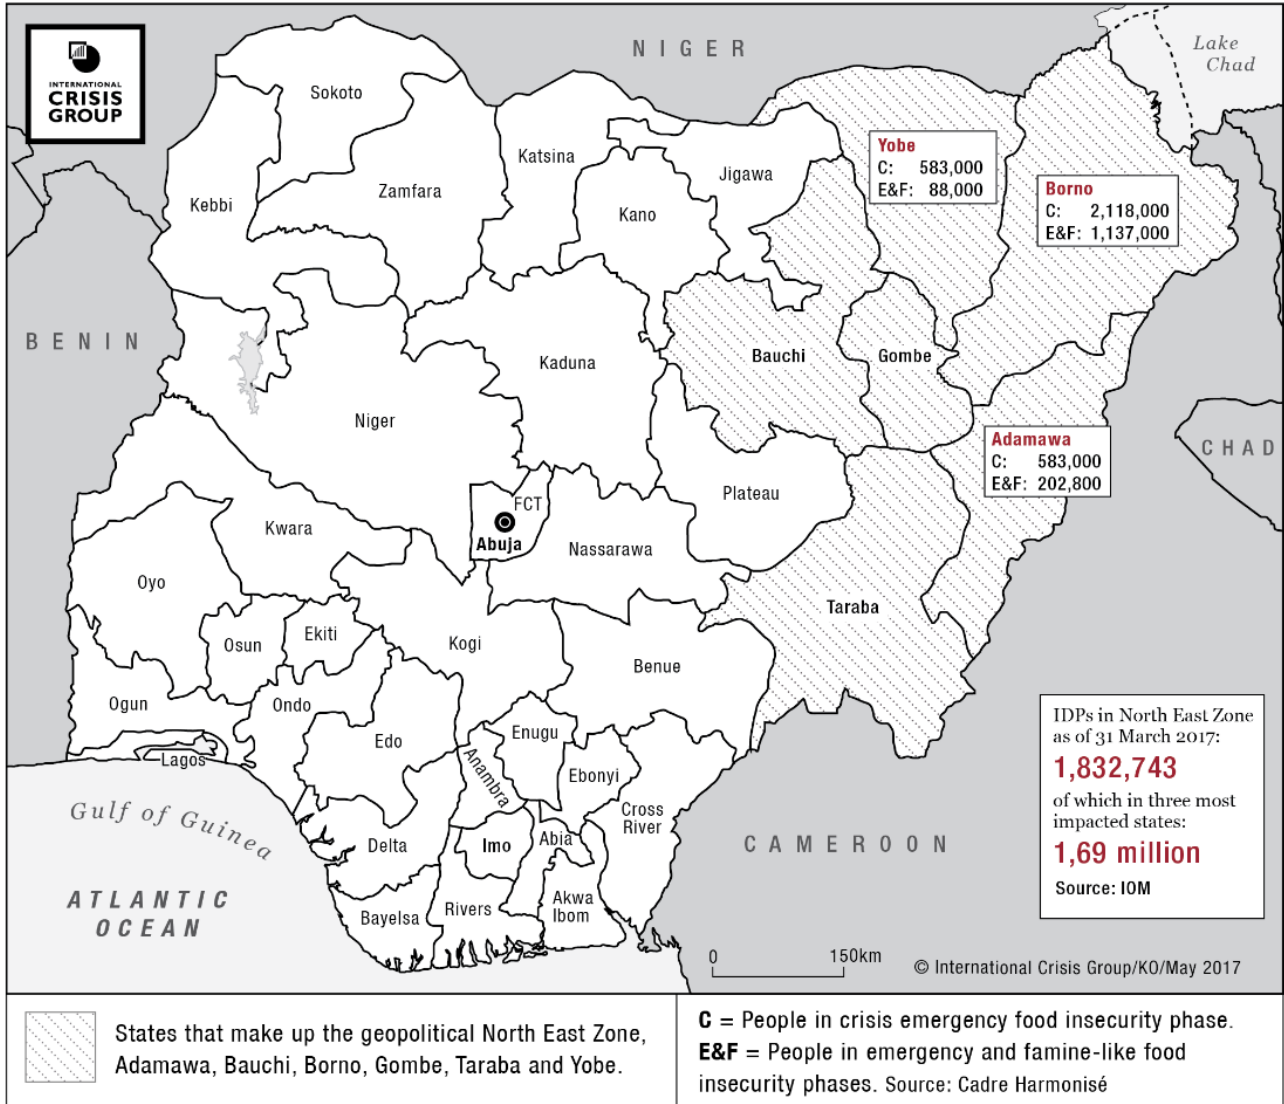 INTERNATIONAL
CRISIS
GROUP
NIGER
Lake
Chad
Sokoto
Katsina
Yobe
C: 583,000
E&F: 88,000
Jigawa
Borno
C: 2,118,000
E&F: 1,137,000
Kebbi
Zamfara
Kano
BENIN
Kaduna
Bauchi
Gombe
Niger
Adamawa
C: 583,000
E&F: 202,800
CHAD
Plateau
FCT
Abuja
Kwara
Nassarawa
Oyo
Taraba
Osun
Ekiti
Kogi
Benue
Ogun
Ondo
Edo
Enugu
Lagos
Anambra
Ebonyi
Cross
River
Gulf of Guinea
Delta
Imo
Abia
CAMEROON
ATLANTIC
OCEAN
Bayelsa
Rivers
Akwa
Ibom
IDPs in North East Zone
as of 31 March 2017:
1,832,743
of which in three most
impacted states:
1,69 million
Source: IOM
0 150km
© International Crisis Group/KO/May 2017
States that make up the geopolitical North East Zone,
Adamawa, Bauchi, Borno, Gombe, Taraba and Yobe.
C = People in crisis emergency food insecurity phase.
E&F = People in emergency and famine-like food
insecurity phases. Source: Cadre Harmonisé